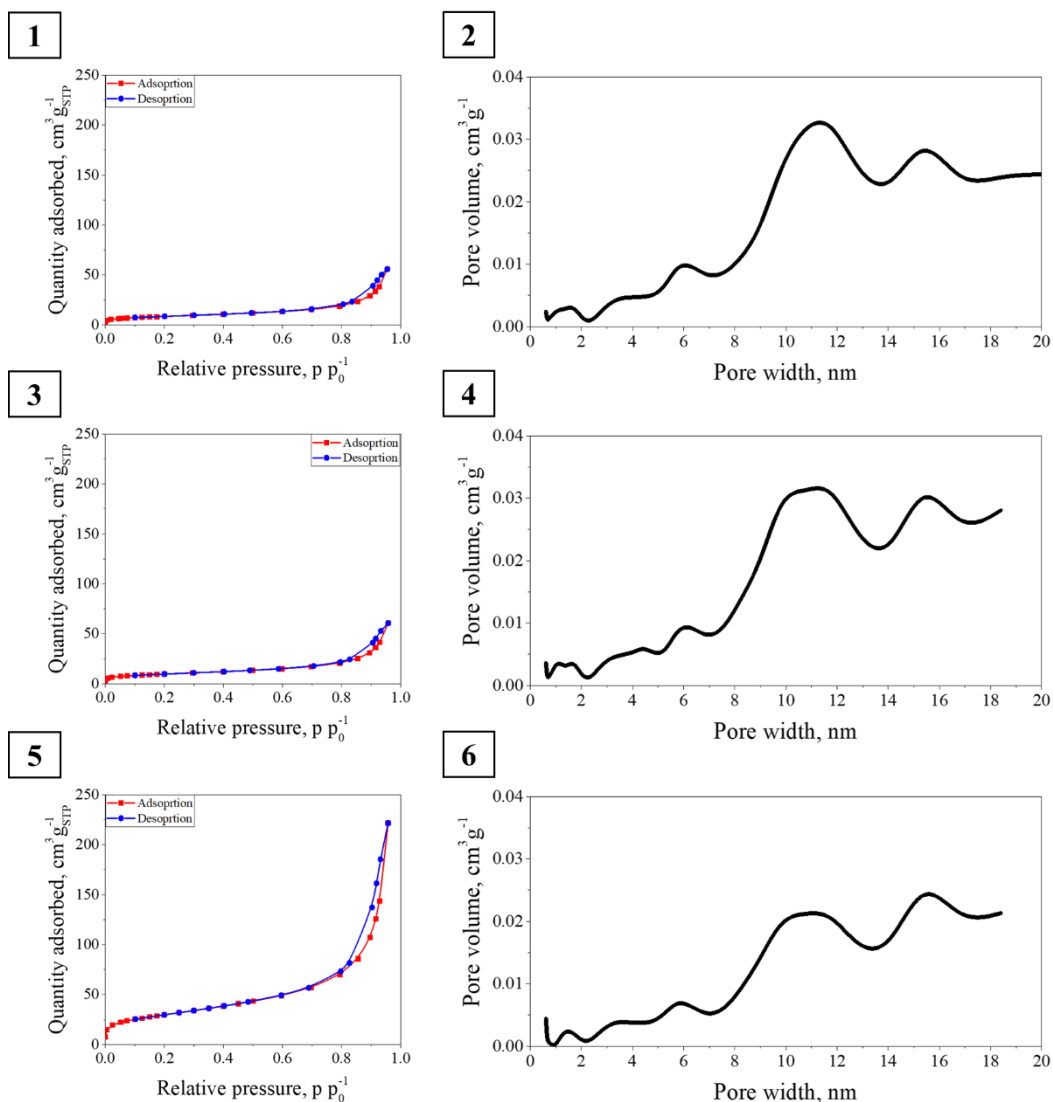 1
250
200
150
100
50
0
Quantity adsorbed, cm³g⁻¹STP
Adsoprtion
Desoprtion
0.0 0.2 0.4 0.6 0.8 1.0
Relative pressure, p p₀⁻¹
2
0.04
0.03
0.02
0.01
0.00
Pore volume, cm³g⁻¹
0 2 4 6 8 10 12 14 16 18 20
Pore width, nm
3
250
200
150
100
50
0
Quantity adsorbed, cm³g⁻¹STP
Adsoprtion
Desoprtion
0.0 0.2 0.4 0.6 0.8 1.0
Relative pressure, p p₀⁻¹
4
0.04
0.03
0.02
0.01
0.00
Pore volume, cm³g⁻¹
0 2 4 6 8 10 12 14 16 18 20
Pore width, nm
5
250
200
150
100
50
0
Quantity adsorbed, cm³g⁻¹STP
Adsoprtion
Desoprtion
0.0 0.2 0.4 0.6 0.8 1.0
Relative pressure, p p₀⁻¹
6
0.04
0.03
0.02
0.01
0.00
Pore volume, cm³g⁻¹
0 2 4 6 8 10 12 14 16 18 20
Pore width, nm